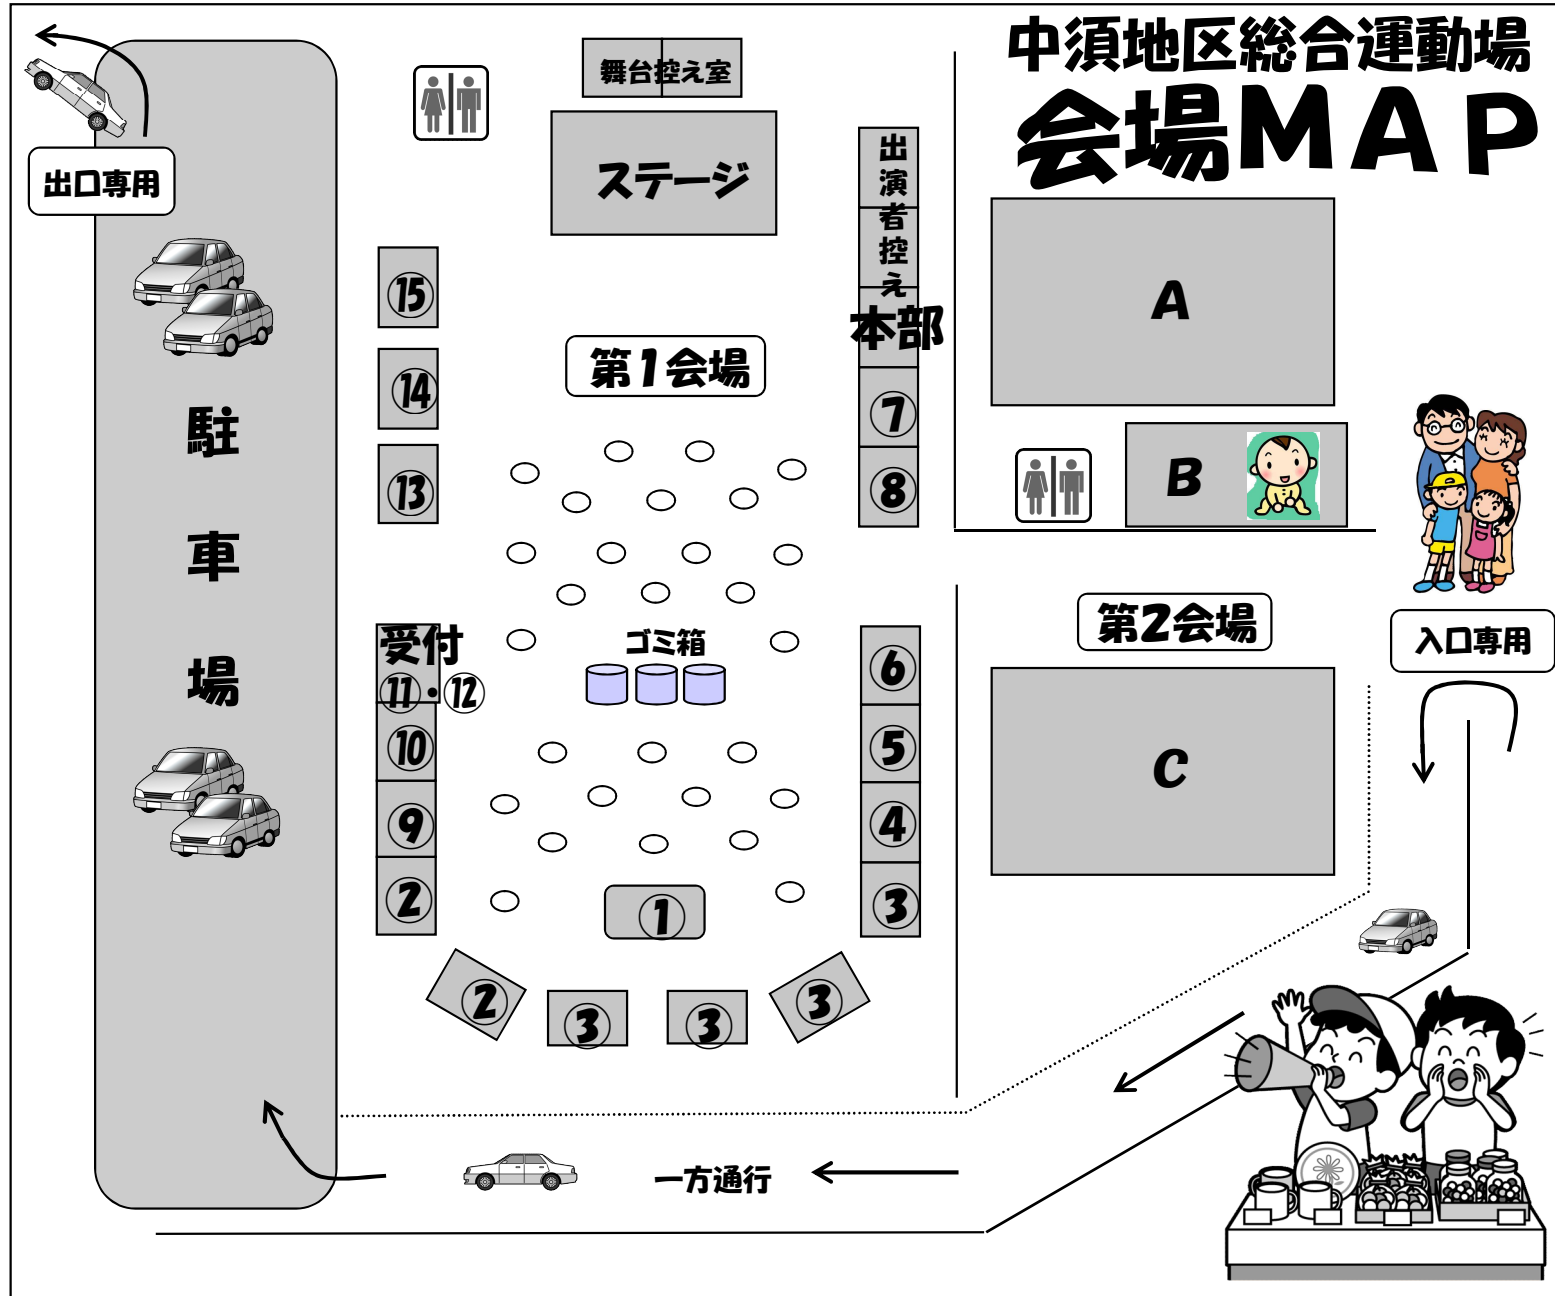 中須地区総合運動場
会場MAP
出口専用
舞台控え室
ステージ
出演者控え
本部
A
⑮
第1会場
⑭
⑦
駐車場
⑬
⑧
B
第2会場
入口専用
受付
⑪・⑫
ゴミ箱
⑥
⑩
⑤
C
⑨
④
②
①
③
②
③
③
③
一方通行